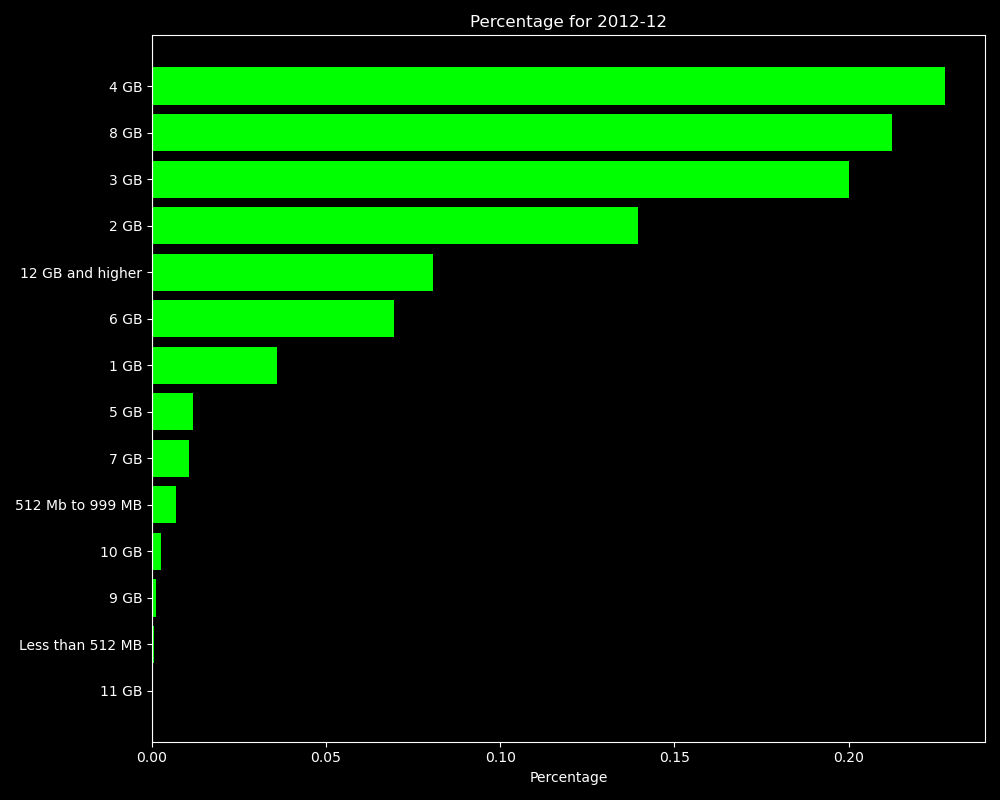 Percentage for 2012-12
4 GB
8 GB
3 GB
2 GB
12 GB and higher
6 GB
1 GB
5 GB
7 GB
512 Mb to 999 MB
10 GB
9 GB
Less than 512 MB
11 GB
0.00 0.05 0.10 0.15 0.20
Percentage